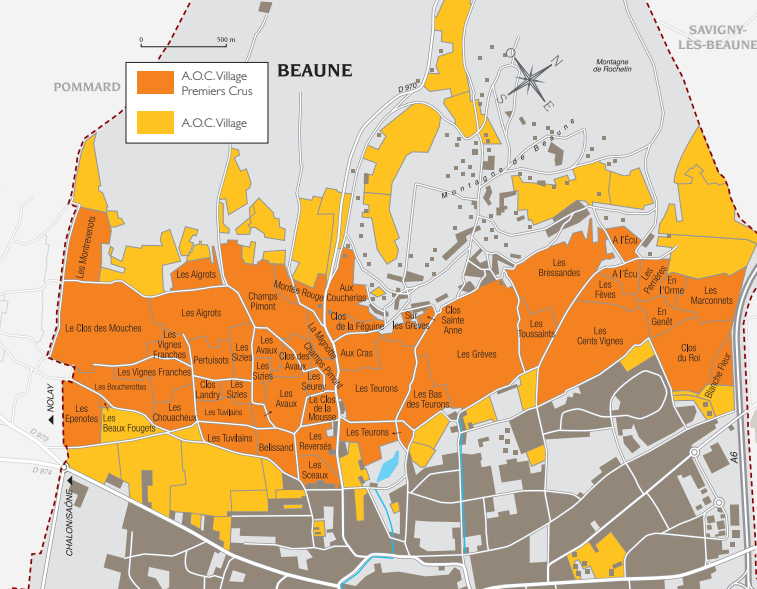 SAVIGNY-
LÈS-BEAUNE
0
500 m
BEAUNE
Montagne
de Rochetin
POMMARD
A.O.C. Village
Premiers Crus
A.O.C. Village
D 970
O
N
S
E
Montagne de Beaune
Les Montrevenots
Les Aigrots
Champs
Pimont
Montée Rouge
Aux
Coucherias
Clos
de la Féguine
Sur
les Grèves
Clos
Sainte
Anne
Les
Bressandes
A l'Écu
A l'Écu
Les
Perrières
Les
Fèves
En
l'Orme
Les
Marconnets
En
Genêt
Le Clos des Mouches
Les Aigrots
Les
Vignes
Franches
Pertuisots
Les
Sizies
Les
Avaux
Les
Sizies
Clos des
Avaux
La Mignotte
Champs Pimont
Aux Cras
Les Grèves
Les
Toussaints
Les
Cents Vignes
Clos
du Roi
Blanche Fleur
Les Vignes Franches
Les Boucherottes
Clos
Landry
Les
Sizies
Les
Avaux
Les
Seurey
Le Clos
de la
Mousse
Les Teurons
Les Bas
des Teurons
Les
Epenotes
Les
Beaux Fougets
Les
Chouacheux
Les Tuvilains
Les Tuvilains
Belissand
Les
Reversés
Les Teurons
Les
Sceaux
NOLAY
D 973
D 974
CHALON/SAÔNE
A6